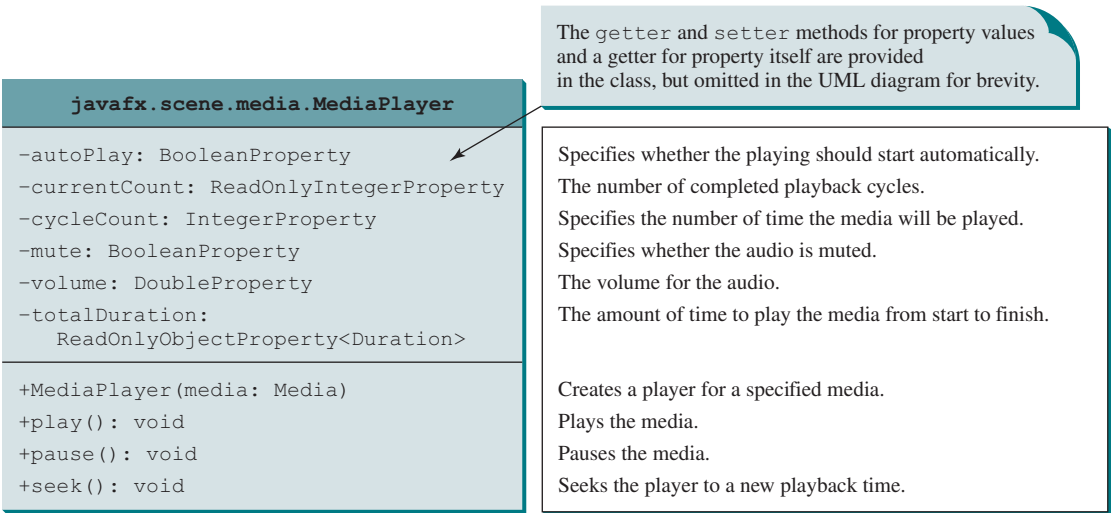 The getter and setter methods for property values
and a getter for property itself are provided
in the class, but omitted in the UML diagram for brevity.
javafx.scene.media.MediaPlayer
-autoPlay: BooleanProperty
Specifies whether the playing should start automatically.
-currentCount: ReadOnlyIntegerProperty
The number of completed playback cycles.
-cycleCount: IntegerProperty
Specifies the number of time the media will be played.
-mute: BooleanProperty
Specifies whether the audio is muted.
-volume: DoubleProperty
The volume for the audio.
-totalDuration:
The amount of time to play the media from start to finish.
ReadOnlyObjectProperty<Duration>
+MediaPlayer(media: Media)
Creates a player for a specified media.
+play(): void
Plays the media.
+pause(): void
Pauses the media.
+seek(): void
Seeks the player to a new playback time.